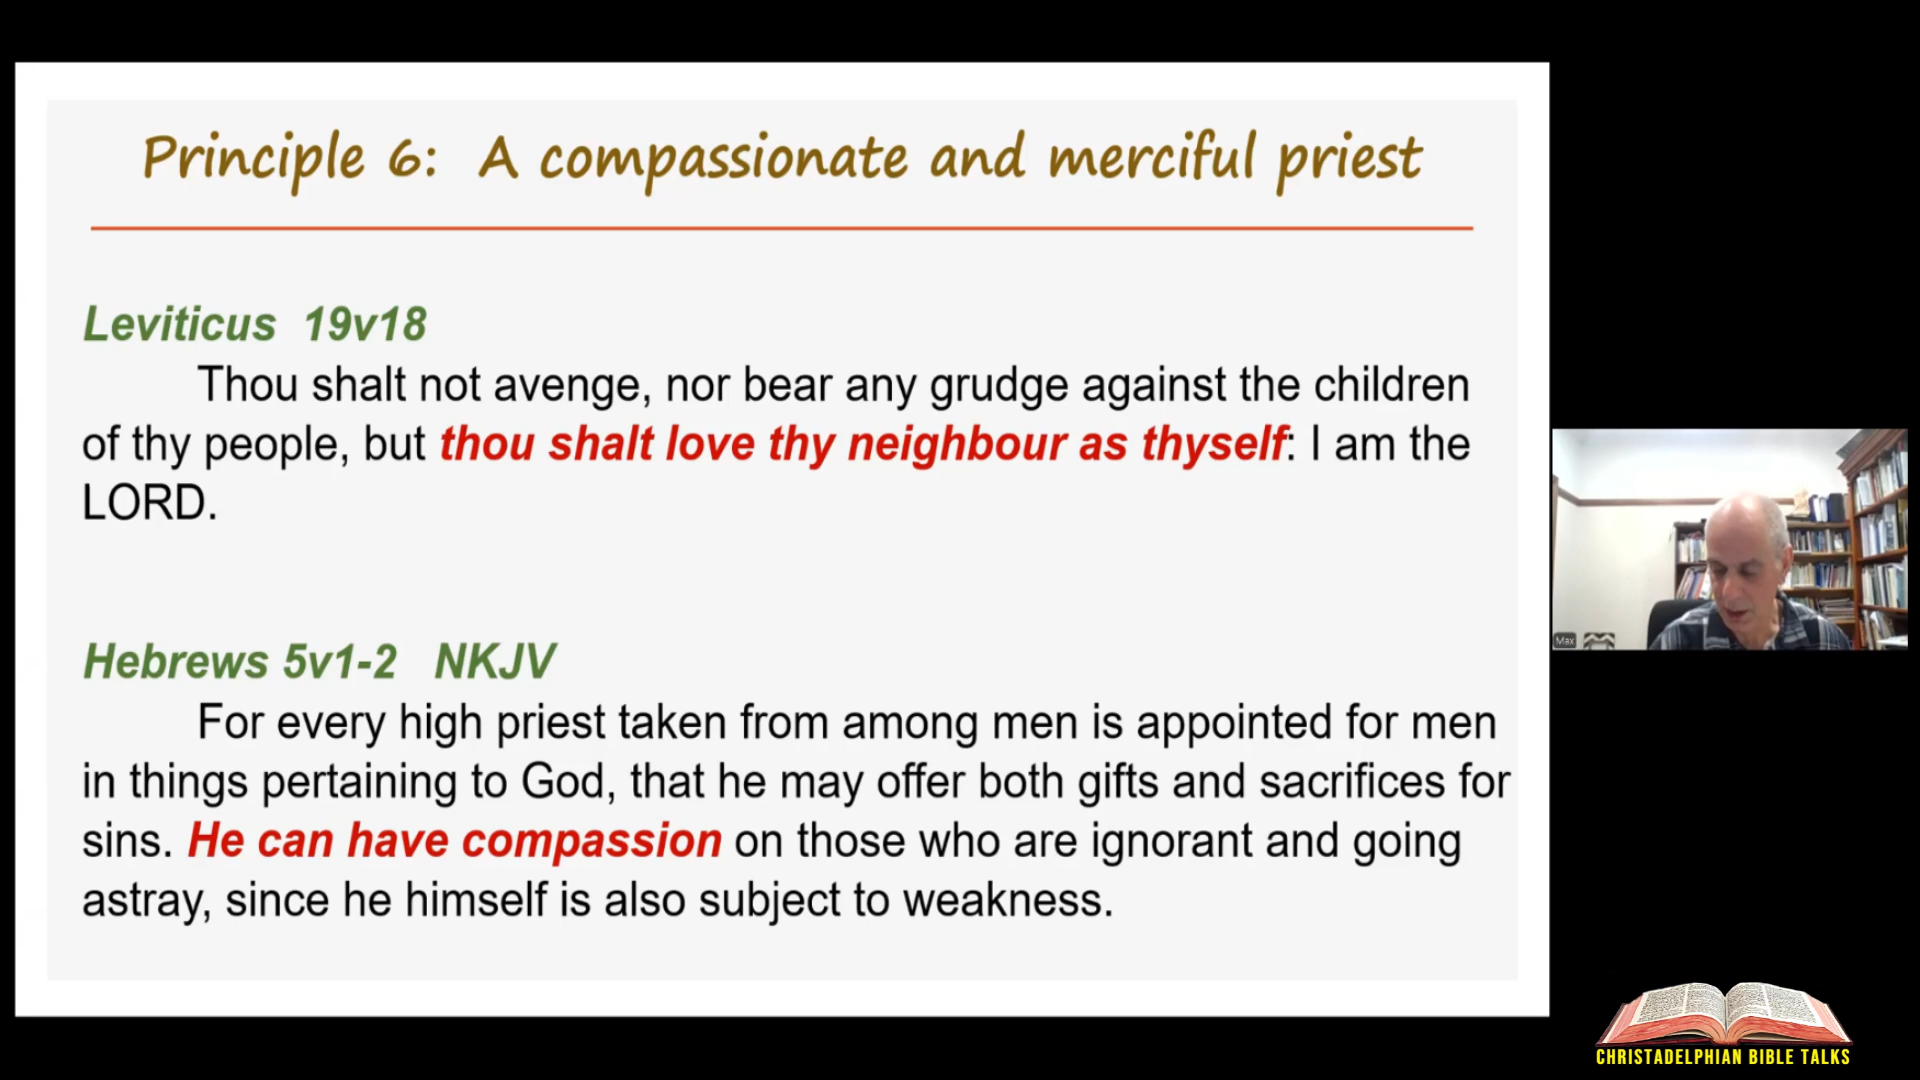 Principle 6: A compassionate and merciful priest
Leviticus 19v18
Thou shalt not avenge, nor bear any grudge against the children
of thy people, but thou shalt love thy neighbour as thyself: I am the
LORD.
Hebrews 5v1-2 NKJV
For every high priest taken from among men is appointed for men
in things pertaining to God, that he may offer both gifts and sacrifices for
sins. He can have compassion on those who are ignorant and going
astray, since he himself is also subject to weakness.
Max
CHRISTADELPHIAN BIBLE TALKS